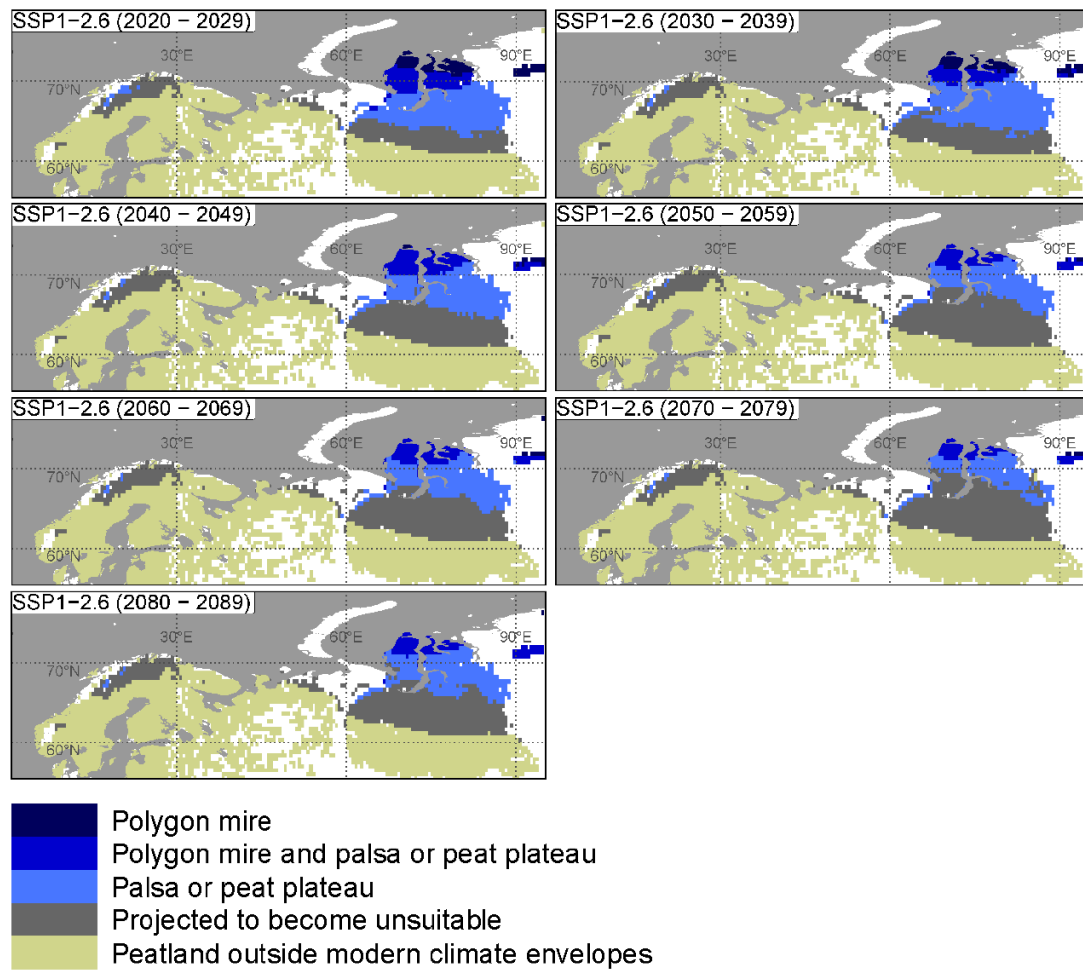 SSP1−2.6 (2020 − 2029)
30°E
60°E
90°E
70°N
60°N
SSP1−2.6 (2030 − 2039)
30°E
60°E
90°E
70°N
60°N
SSP1−2.6 (2040 − 2049)
30°E
60°E
90°E
70°N
60°N
SSP1−2.6 (2050 − 2059)
30°E
60°E
90°E
70°N
60°N
SSP1−2.6 (2060 − 2069)
30°E
60°E
90°E
70°N
60°N
SSP1−2.6 (2070 − 2079)
30°E
60°E
90°E
70°N
60°N
SSP1−2.6 (2080 − 2089)
30°E
60°E
90°E
70°N
60°N
Polygon mire
Polygon mire and palsa or peat plateau
Palsa or peat plateau
Projected to become unsuitable
Peatland outside modern climate envelopes